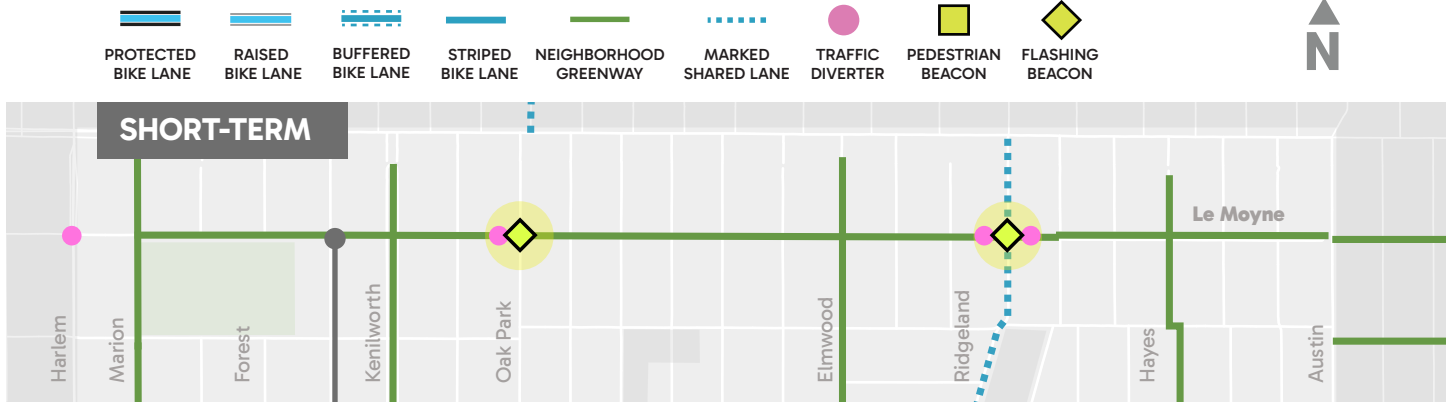 PROTECTED
BIKE LANE
RAISED
BIKE LANE
BUFFERED
BIKE LANE
STRIPED
BIKE LANE
NEIGHBORHOOD
GREENWAY
MARKED
SHARED LANE
TRAFFIC
DIVERTER
PEDESTRIAN
BEACON
FLASHING
BEACON
N
SHORT-TERM
Le Moyne
Harlem
Marion
Forest
Kenilworth
Oak Park
Elmwood
Ridgeland
Hayes
Austin